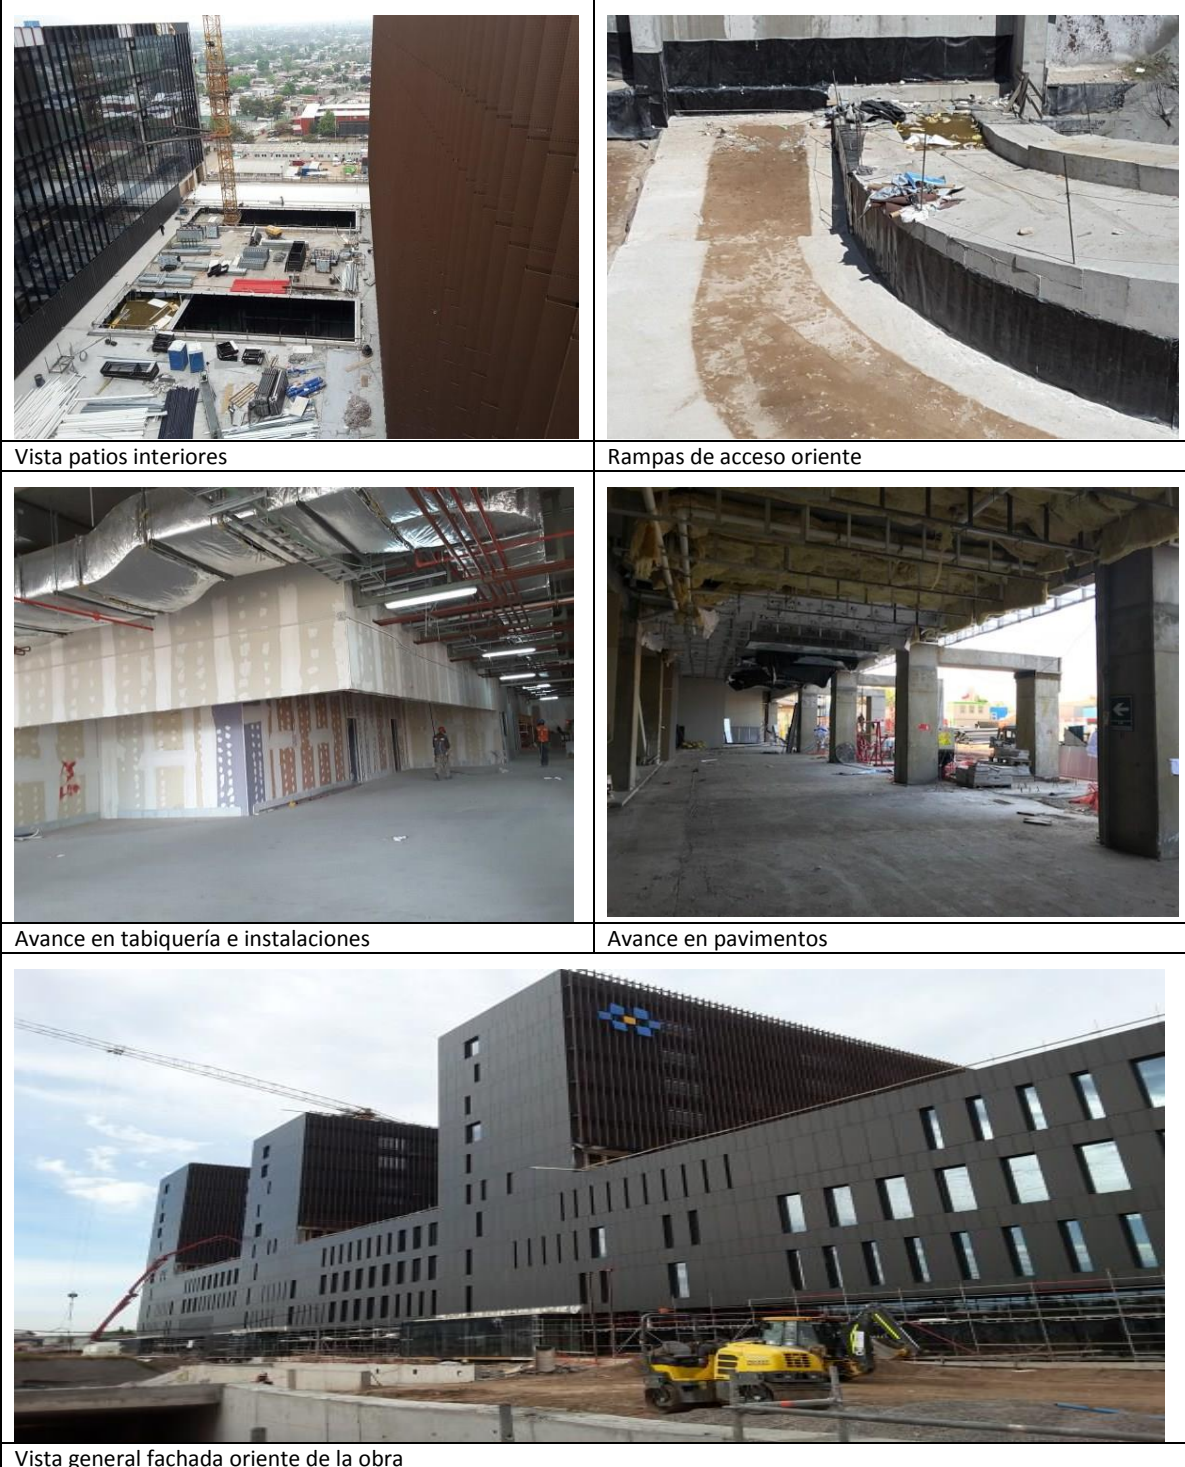 Vista patios interiores
Rampas de acceso oriente
Avance en tabiquería e instalaciones
Avance en pavimentos
Vista general fachada oriente de la obra